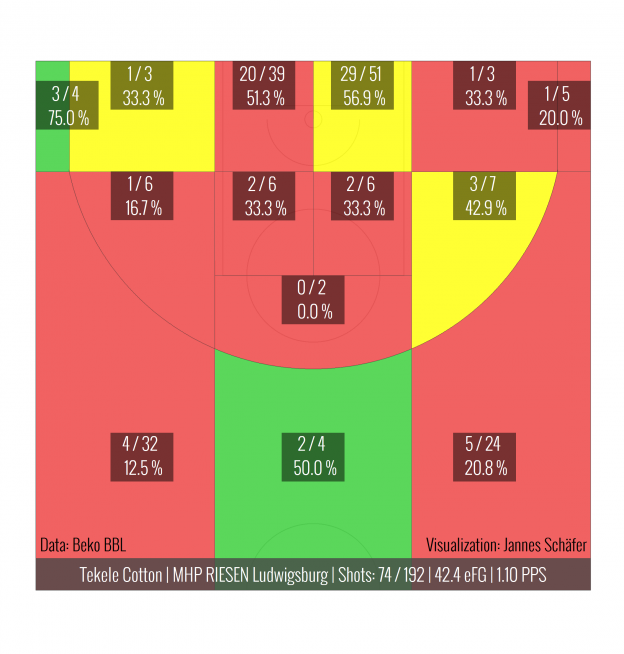 1 / 3
20 / 39
29 / 51
1 / 3
33.3 %
51.3 %
56.9 %
33.3 %
3 / 4
75.0 %
1 / 5
20.0 %
1 / 6
2 / 6
2 / 6
3 / 7
16.7 %
33.3 %
33.3 %
42.9 %
0 / 2
0.0 %
4 / 32
2 / 4
5 / 24
12.5 %
50.0 %
20.8 %
Data: Beko BBL
Visualization: Jannes Schäfer
Tekele Cotton | MHP RIESEN Ludwigsburg | Shots: 74 / 192 | 42.4 eFG | 1.10 PPS